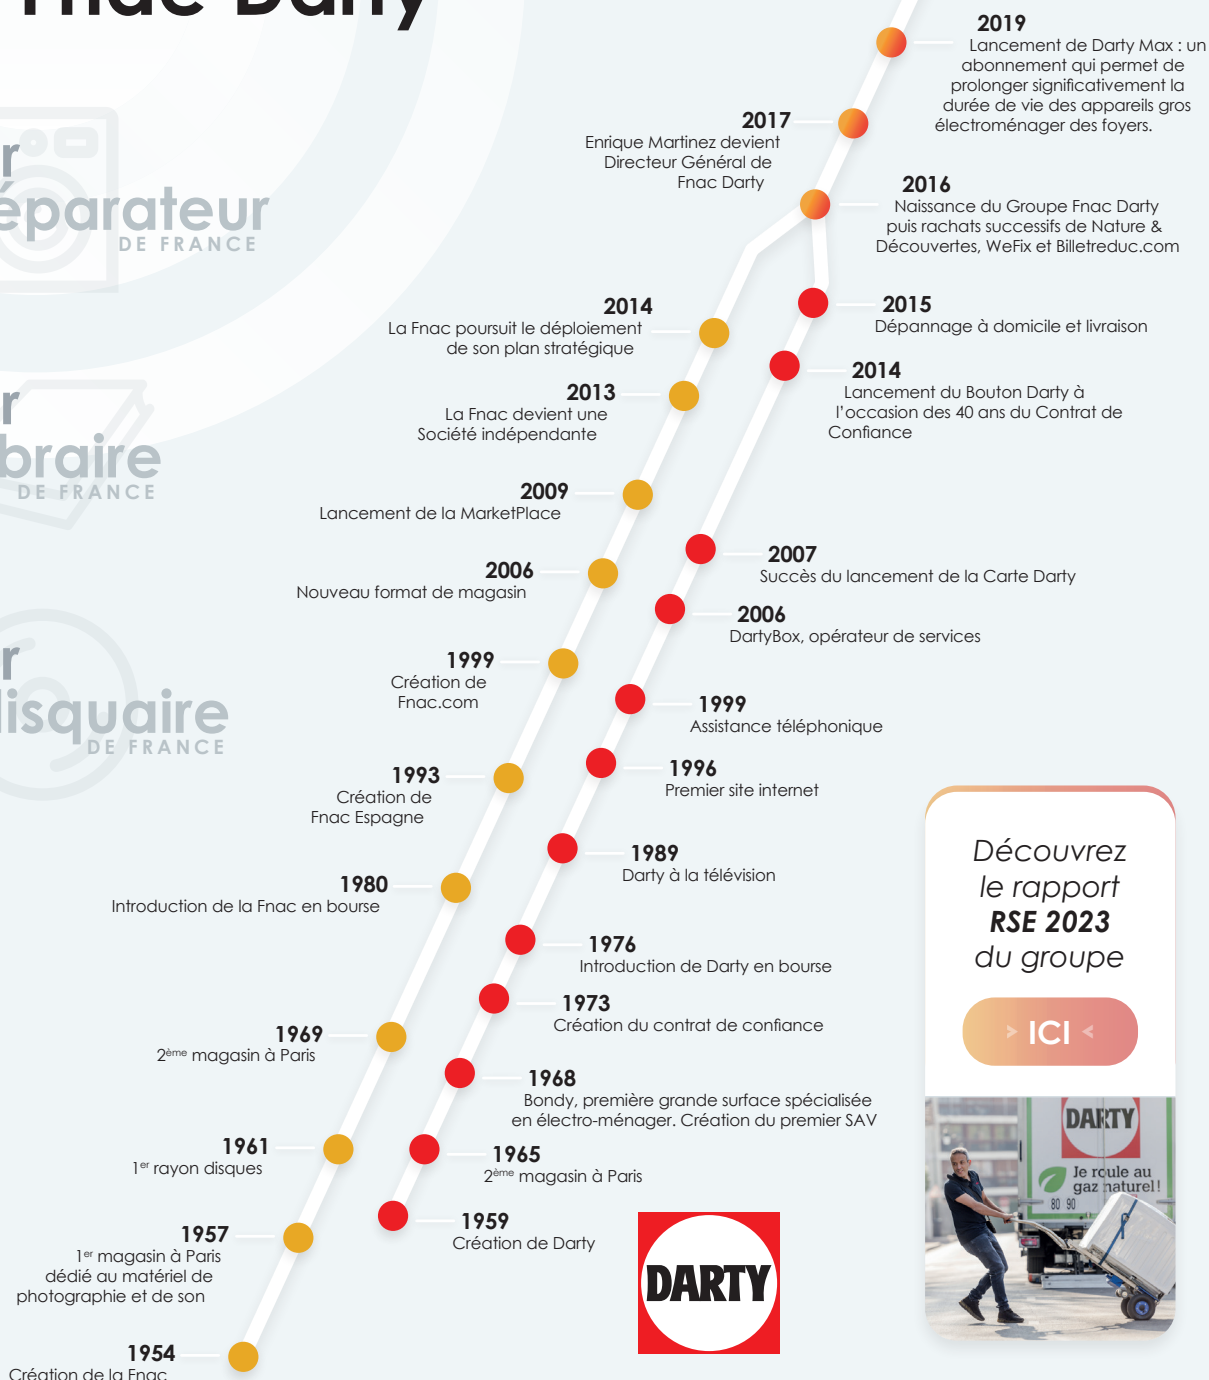 Fnac Darty
2019
Lancement de Darty Max : un
abonnement qui permet de
prolonger significativement la
durée de vie des appareils gros
électroménager des foyers.
2017
Enrique Martinez devient
Directeur Général de
Fnac Darty
2016
Naissance du Groupe Fnac Darty
puis rachats successifs de Nature &
Découvertes, WeFix et Billetreduc.com
er
éparateur
DE FRANCE
2015
Dépannage à domicile et livraison
2014
La Fnac poursuit le déploiement
de son plan stratégique
2014
Lancement du Bouton Darty à
l'occasion des 40 ans du Contrat de
Confiance
2013
La Fnac devient une
Société indépendante
er
braire
DE FRANCE
2009
Lancement de la MarketPlace
2007
Succès du lancement de la Carte Darty
2006
Nouveau format de magasin
2006
DartyBox, opérateur de services
1999
Création de
Fnac.com
er
disquaire
DE FRANCE
1999
Assistance téléphonique
1996
Premier site internet
1993
Création de
Fnac Espagne
1989
Darty à la télévision
1980
Introduction de la Fnac en bourse
1976
Introduction de Darty en bourse
1973
Création du contrat de confiance
1969
2ème magasin à Paris
1968
Bondy, première grande surface spécialisée
en électro-ménager. Création du premier SAV
1961
1er rayon disques
1965
2ème magasin à Paris
1959
Création de Darty
1957
1er magasin à Paris
dédié au matériel de
photographie et de son
1954
Création de la Fnac
DARTY
Découvrez
le rapport
RSE 2023
du groupe
> ICI <
DARTY
Je roule au
gaz naturel !
80 90